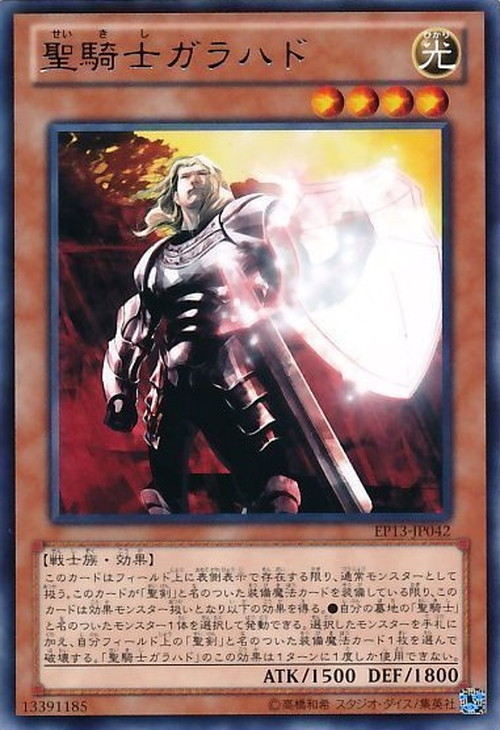 せいきし
聖騎士ガラハド
ひかり
光
EP13-JP042
【戦士族・効果】
このカードはフィールド上に表側表示で存在する限り、通常モンスターとして
扱う。このカードが「聖剣」と名のついた装備魔法カードを装備している限り、この
カードは効果モンスター扱いとなり以下の効果を得る。●自分の墓地の「聖騎士」
と名のついたモンスター1体を選択して発動できる。選択したモンスターを手札に
加え、自分フィールド上の「聖剣」と名のついた装備魔法カード1枚を選んで
破壊する。「聖騎士ガラハド」のこの効果は1ターンに1度しか使用できない。
ATK/1500 DEF/1800
13391185
©高橋和希 スタジオ・ダイス/集英社